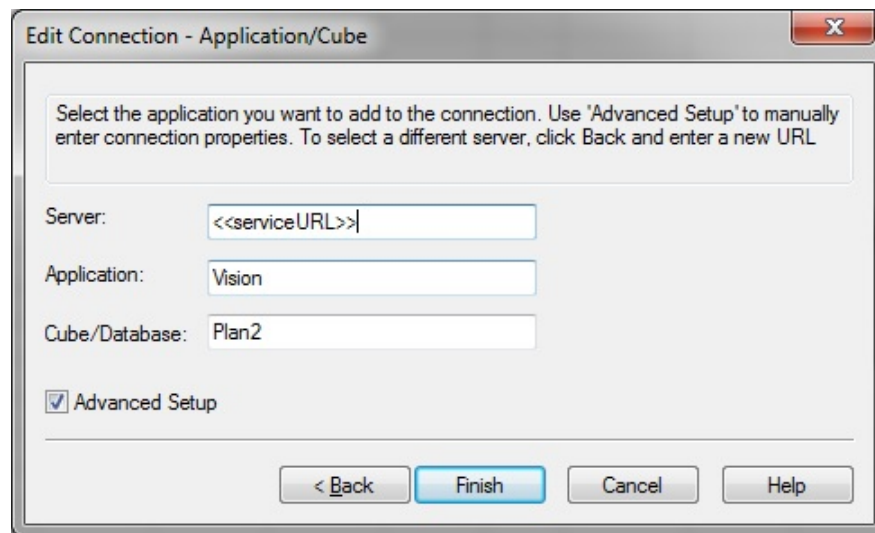 Edit Connection - Application/Cube
X
Select the application you want to add to the connection. Use 'Advanced Setup' to manually
enter connection properties. To select a different server, click Back and enter a new URL
Server: <<serviceURL>>
Application: Vision
Cube/Database: Plan2
Advanced Setup
< Back Finish Cancel Help